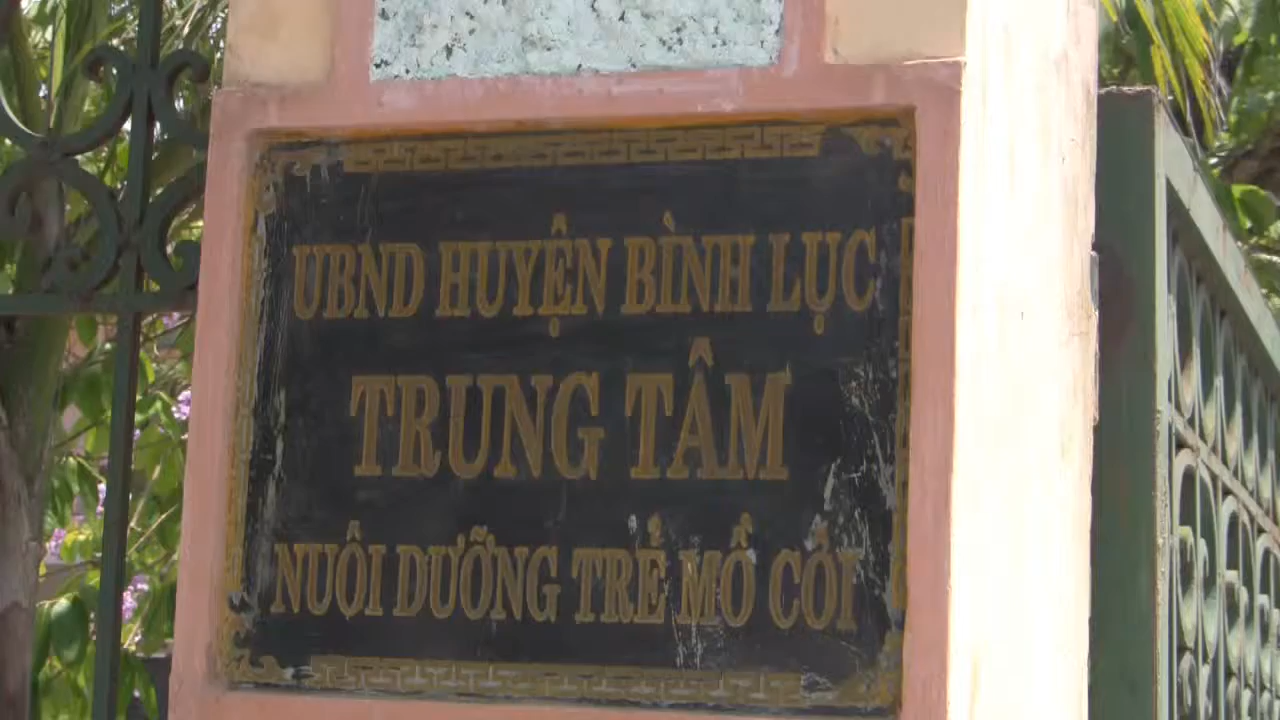 UBND HUYỆN BÌNH LỤC
TRUNG TÂM
NUÔI DƯỠNG TRẺ MỒ CÔI